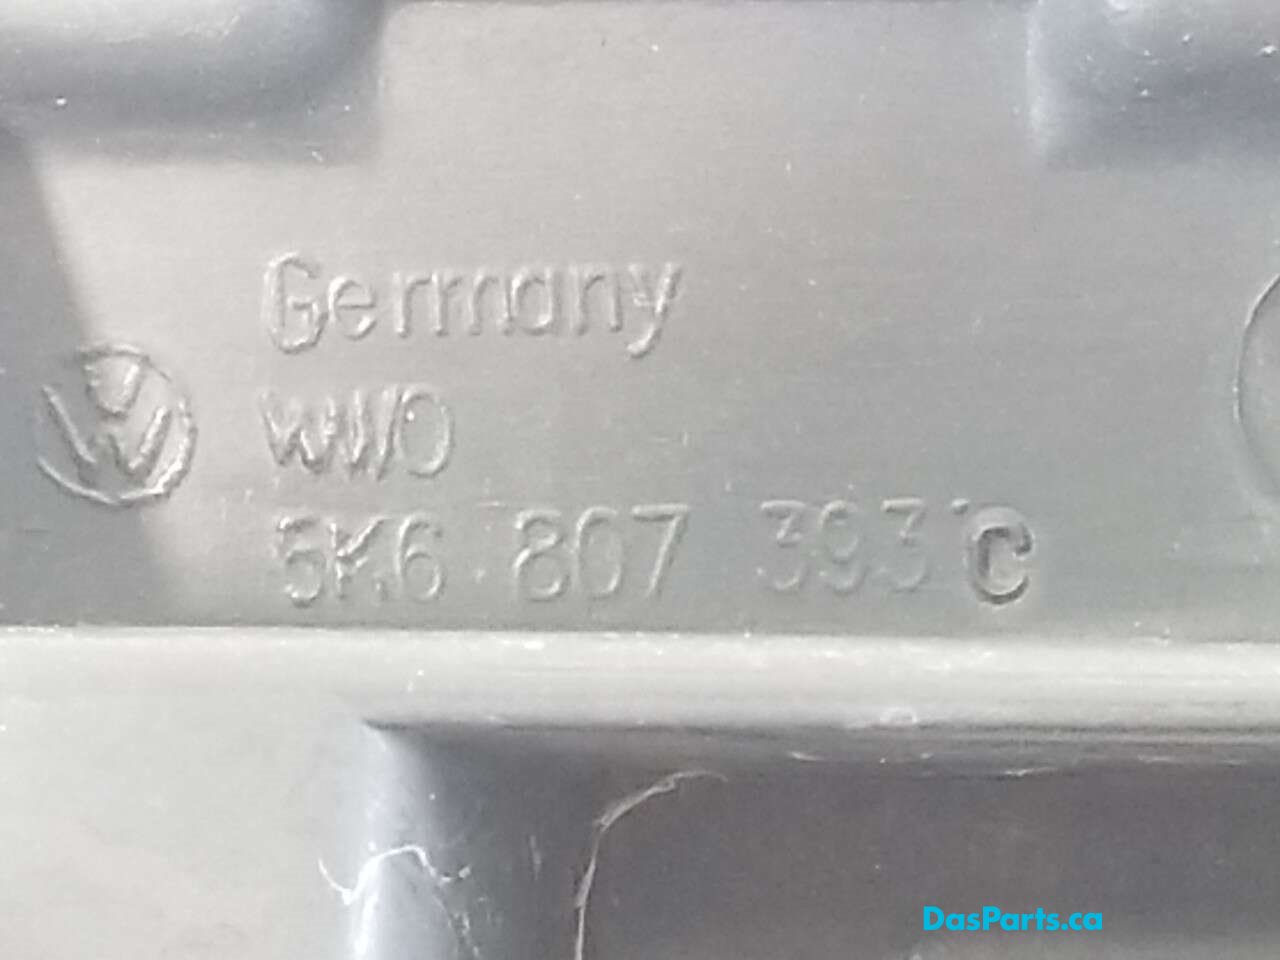 Germany
WWO
5K6 807 393 C
DasParts.ca